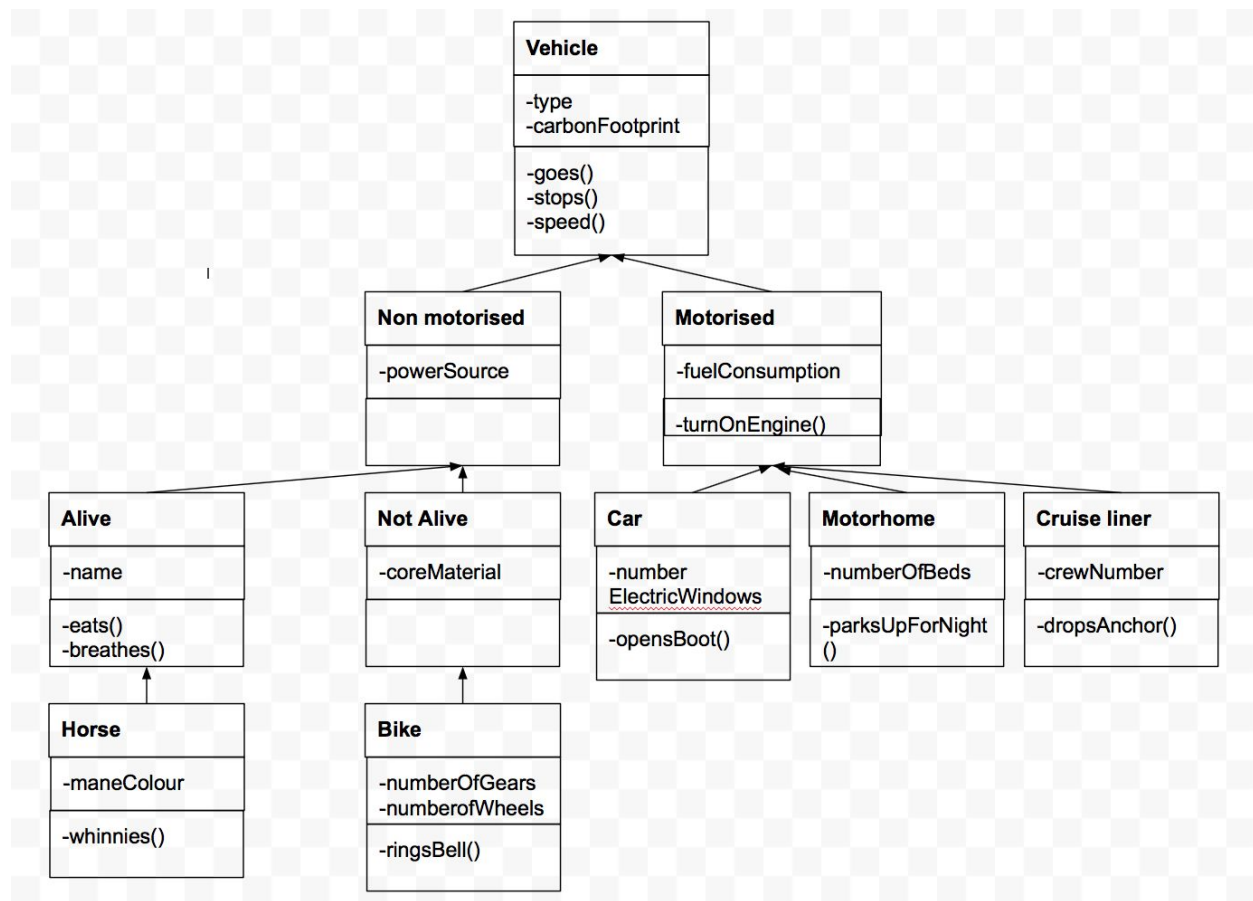 Vehicle
-type
-carbonFootprint
-goes()
-stops()
-speed()
Non motorised
-powerSource
Motorised
-fuelConsumption
-turnOnEngine()
Alive
-name
-eats()
-breathes()
Not Alive
-coreMaterial
Car
-number
ElectricWindows
-opensBoot()
Motorhome
-numberOfBeds
-parksUpForNight
()
Cruise liner
-crewNumber
-dropsAnchor()
Horse
-maneColour
-whinnies()
Bike
-numberOfGears
-numberofWheels
-ringsBell()